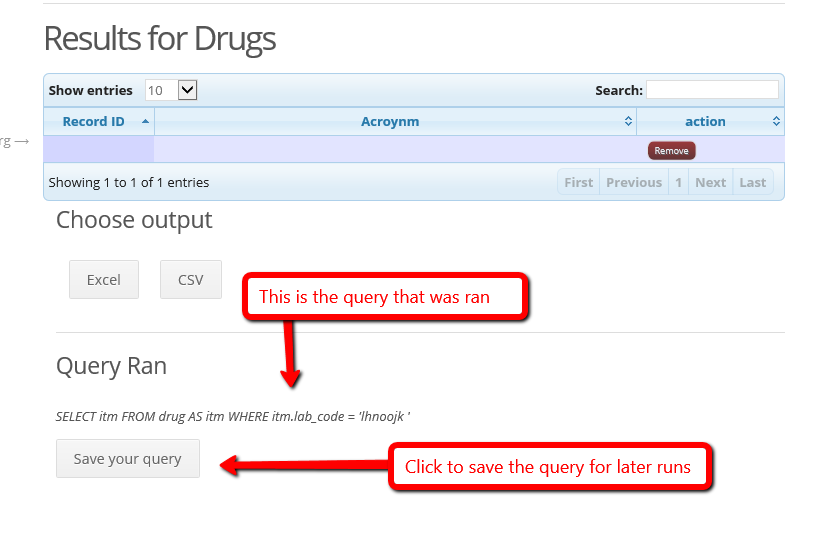 Results for Drugs
Show entries 10 Search:
Record ID Acroynm action
rg →
Remove
Showing 1 to 1 of 1 entries First Previous 1 Next Last
Choose output
Excel CSV
This is the query that was ran
Query Ran
SELECT itm FROM drug AS itm WHERE itm.lab_code = 'lhnoojk '
Save your query
Click to save the query for later runs